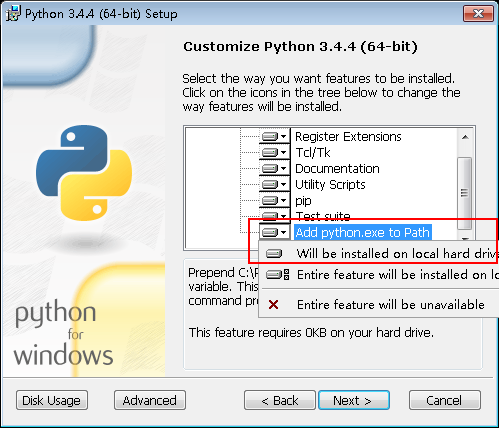 Python 3.4.4 (64-bit) Setup
Customize Python 3.4.4 (64-bit)
Select the way you want features to be installed.
Click on the icons in the tree below to change the
way features will be installed.
Register Extensions
Tcl/Tk
Documentation
Utility Scripts
pip
Test suite
Add python.exe to Path
Will be installed on local hard drive
Entire feature will be installed on lo
Entire feature will be unavailable
Prepend C:\P
variable. This
command pro
This feature requires 0KB on your hard drive.
python
for
windows
Disk Usage
Advanced
< Back
Next >
Cancel